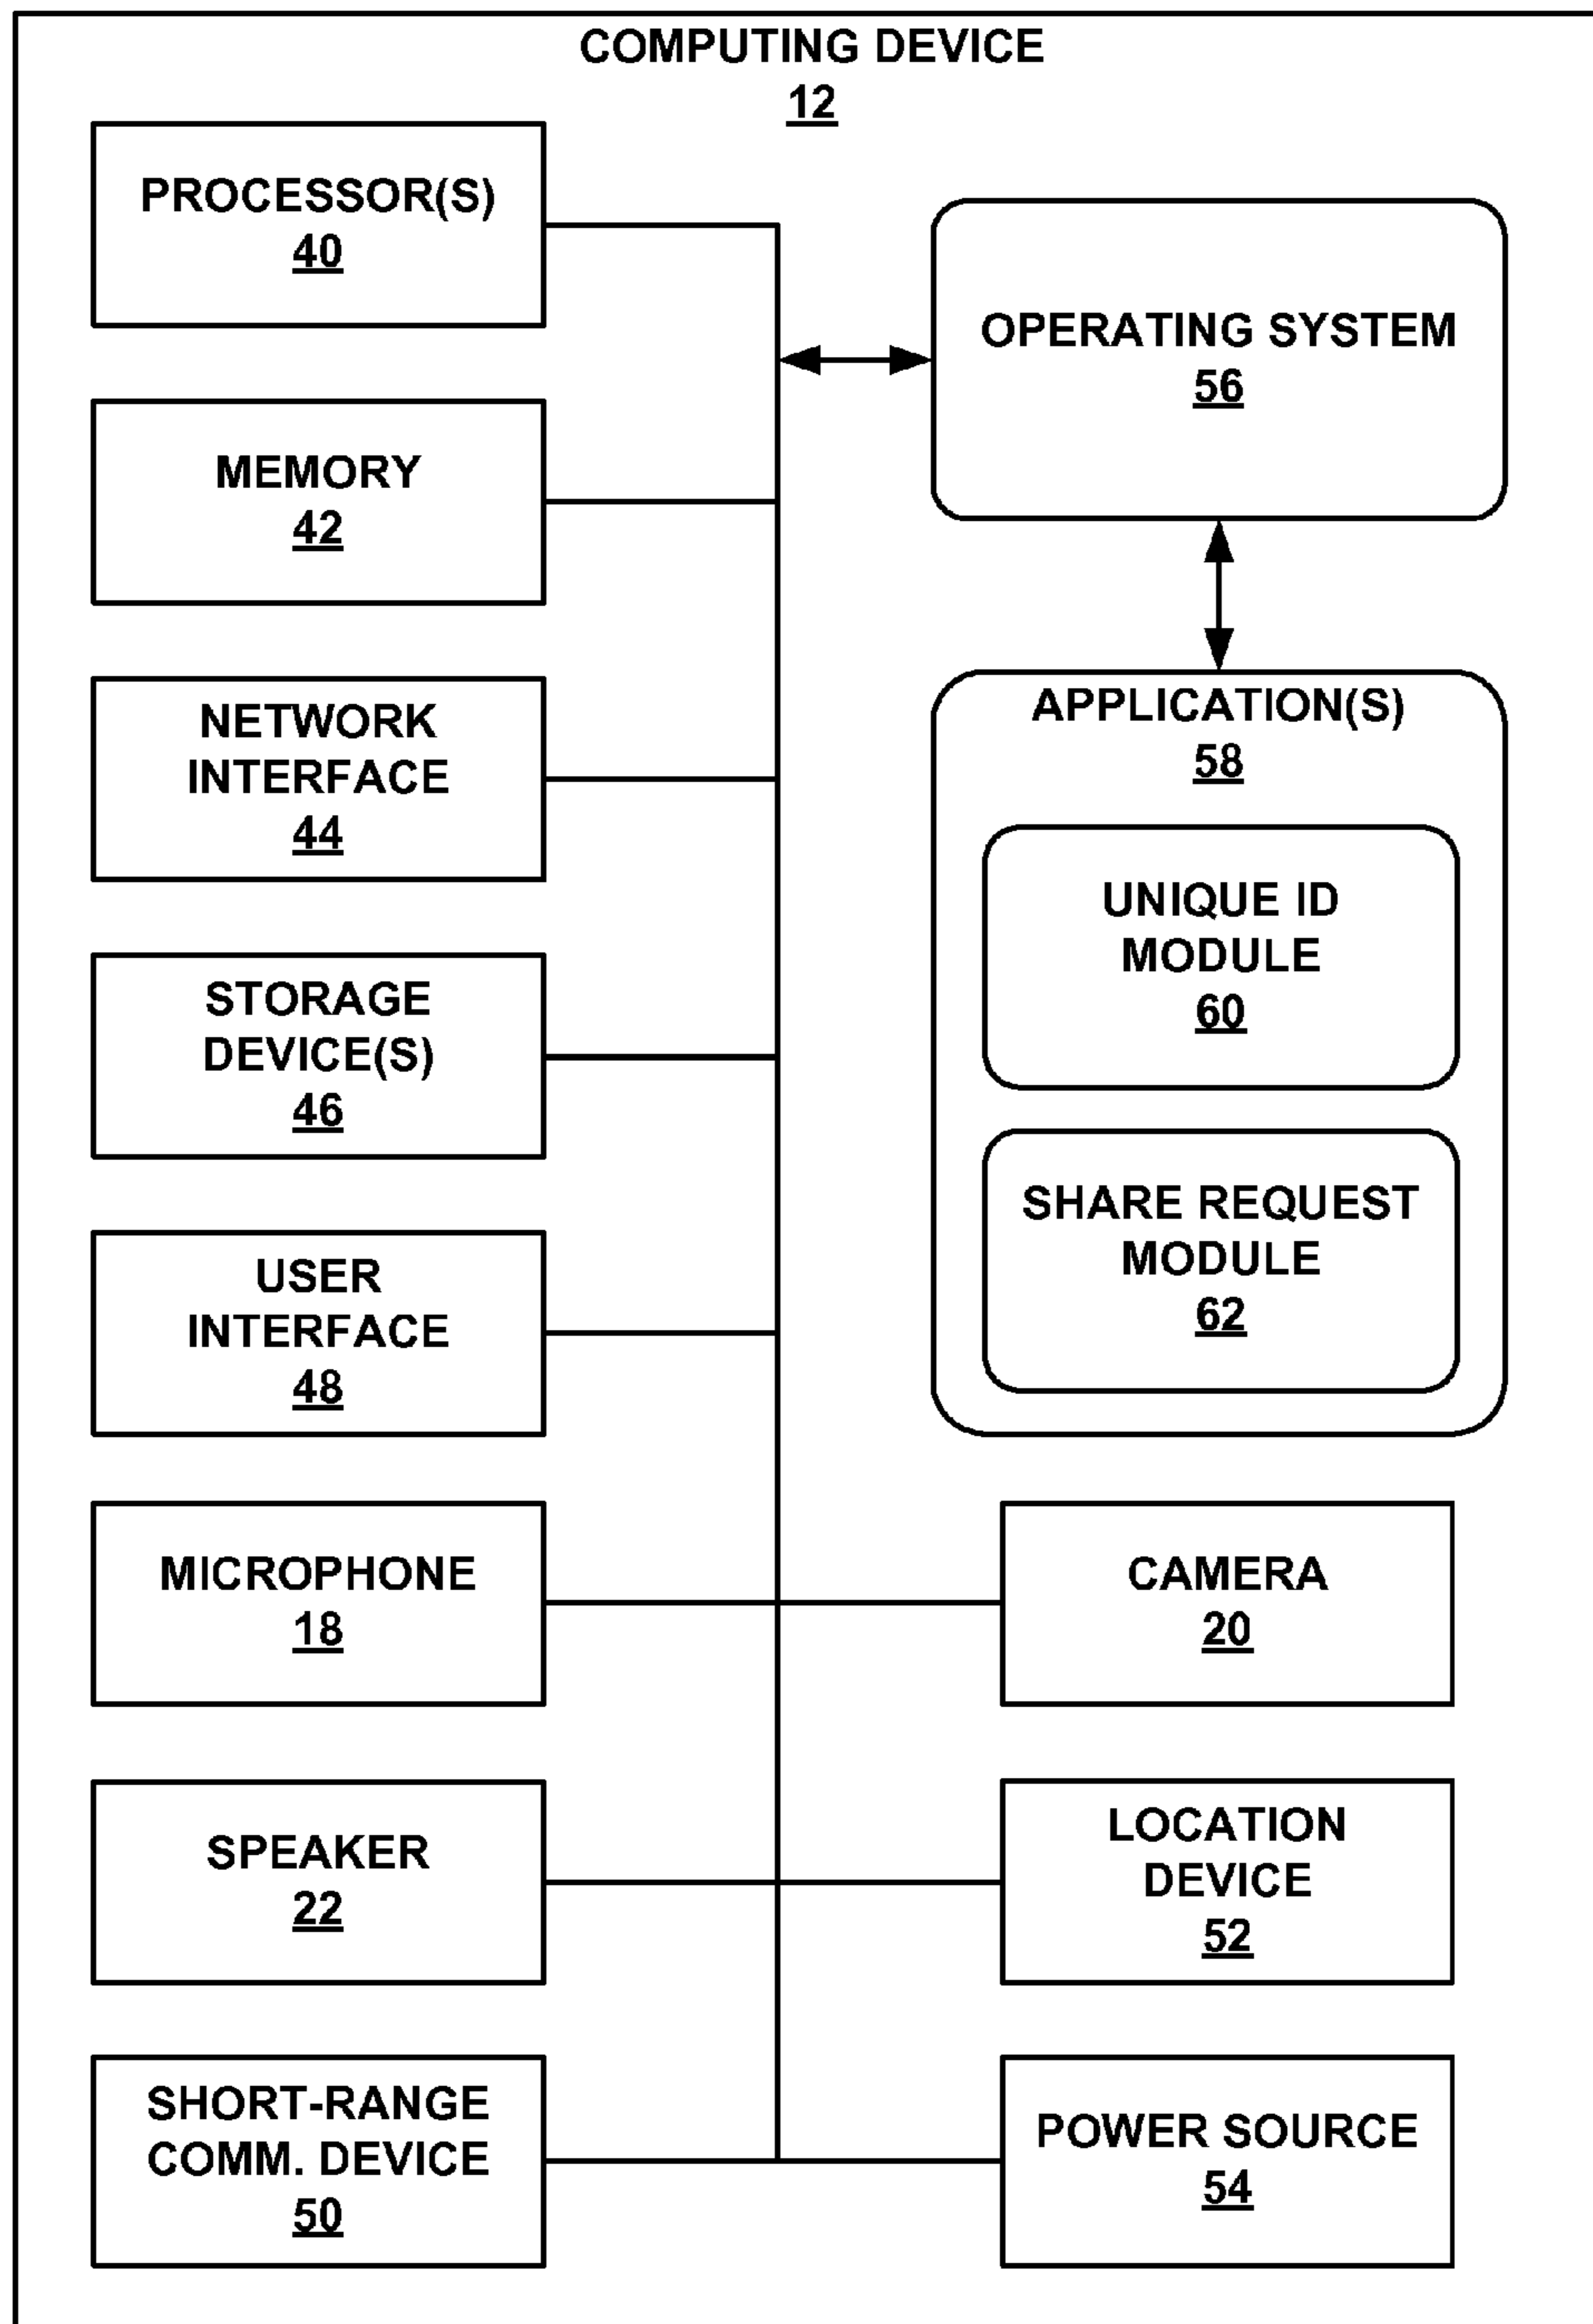 COMPUTING DEVICE
12
PROCESSOR(S)
40
MEMORY
42
NETWORK
INTERFACE
44
STORAGE
DEVICE(S)
46
USER
INTERFACE
48
MICROPHONE
18
SPEAKER
22
SHORT-RANGE
COMM. DEVICE
50
OPERATING SYSTEM
56
APPLICATION(S)
58
UNIQUE ID
MODULE
60
SHARE REQUEST
MODULE
62
CAMERA
20
LOCATION
DEVICE
52
POWER SOURCE
54